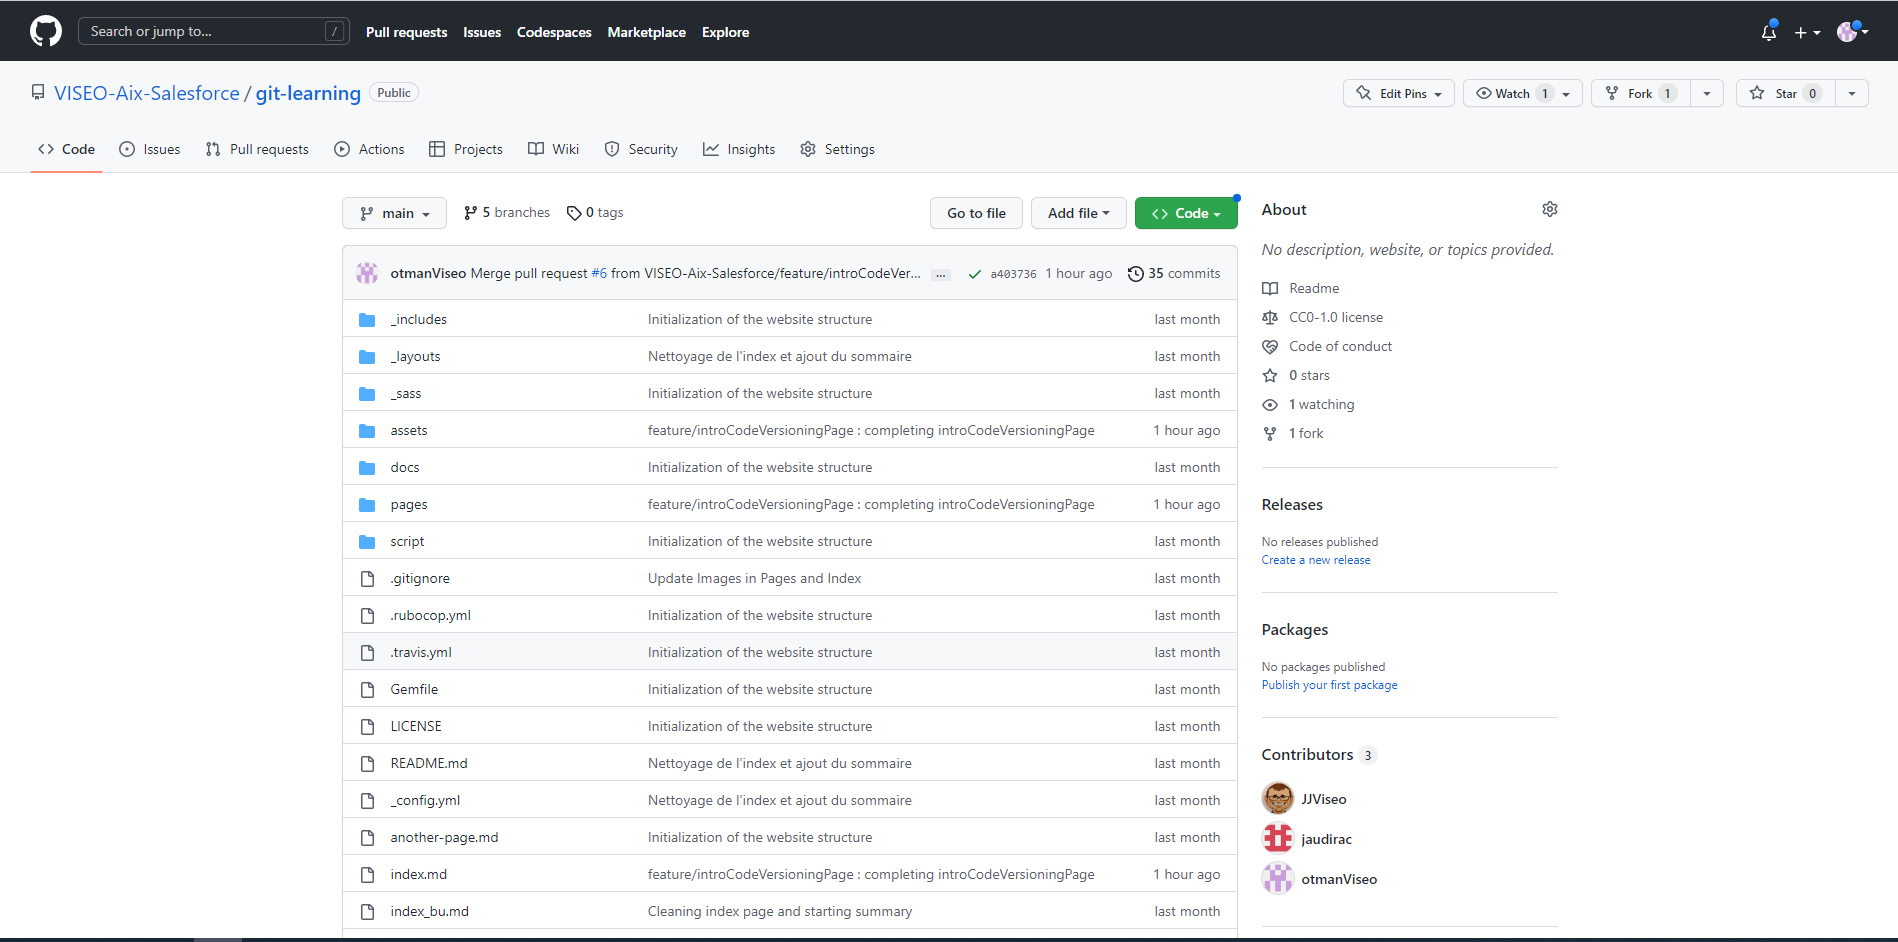 Search or jump to... / Pull requests Issues Codespaces Marketplace Explore
VISEO-Aix-Salesforce / git-learning Public Edit Pins Watch 1 Fork 1 Star 0
Code Issues Pull requests Actions Projects Wiki Security Insights Settings
main 5 branches 0 tags Go to file Add file Code
otmanViseo Merge pull request #6 from VISEO-Aix-Salesforce/feature/introCodeVer... ... a403736 1 hour ago 35 commits
_includes Initialization of the website structure last month
_layouts Nettoyage de l'index et ajout du sommaire last month
_sass Initialization of the website structure last month
assets feature/introCodeVersioningPage : completing introCodeVersioningPage 1 hour ago
docs Initialization of the website structure last month
pages feature/introCodeVersioningPage : completing introCodeVersioningPage 1 hour ago
script Initialization of the website structure last month
.gitignore Update Images in Pages and Index last month
.rubocop.yml Initialization of the website structure last month
.travis.yml Initialization of the website structure last month
Gemfile Initialization of the website structure last month
LICENSE Initialization of the website structure last month
README.md Nettoyage de l'index et ajout du sommaire last month
_config.yml Nettoyage de l'index et ajout du sommaire last month
another-page.md Initialization of the website structure last month
index.md feature/introCodeVersioningPage : completing introCodeVersioningPage 1 hour ago
index_bu.md Cleaning index page and starting summary last month
About
No description, website, or topics provided.
Readme
CC0-1.0 license
Code of conduct
0 stars
1 watching
1 fork
Releases
No releases published
Create a new release
Packages
No packages published
Publish your first package
Contributors 3
JJViseo
jaudirac
otmanViseo